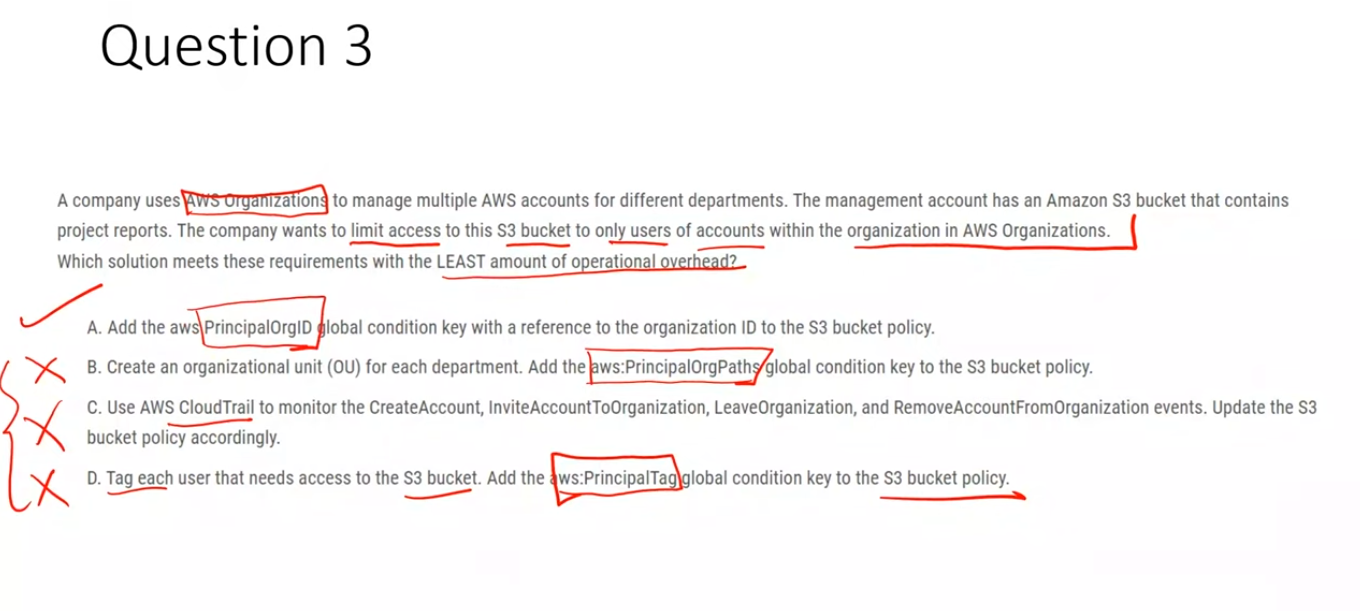 Question 3
A company uses AWS Organizations to manage multiple AWS accounts for different departments. The management account has an Amazon S3 bucket that contains
project reports. The company wants to limit access to this S3 bucket to only users of accounts within the organization in AWS Organizations.
Which solution meets these requirements with the LEAST amount of operational overhead?
A. Add the aws PrincipalOrgID global condition key with a reference to the organization ID to the S3 bucket policy.
B. Create an organizational unit (OU) for each department. Add the aws:PrincipalOrgPaths global condition key to the S3 bucket policy.
C. Use AWS CloudTrail to monitor the CreateAccount, InviteAccountToOrganization, LeaveOrganization, and RemoveAccountFromOrganization events. Update the S3
bucket policy accordingly.
D. Tag each user that needs access to the S3 bucket. Add the aws:PrincipalTag global condition key to the S3 bucket policy.